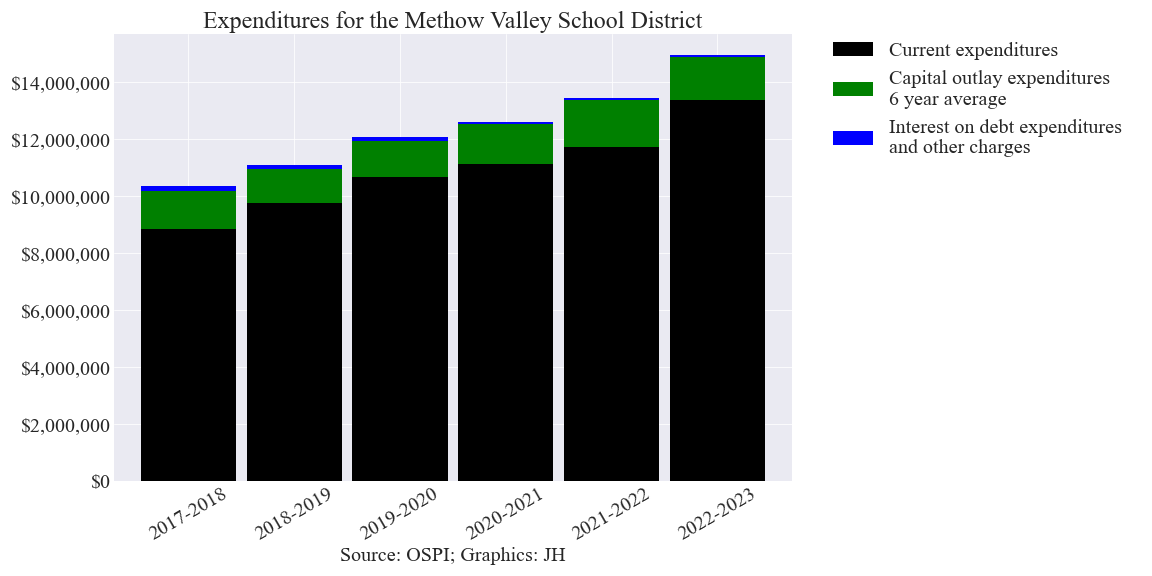 Expenditures for the Methow Valley School District
$14,000,000
$12,000,000
$10,000,000
$8,000,000
$6,000,000
$4,000,000
$2,000,000
$0
2017-2018
2018-2019
2019-2020
2020-2021
2021-2022
2022-2023
Source: OSPI; Graphics: JH
Current expenditures
Capital outlay expenditures
6 year average
Interest on debt expenditures
and other charges